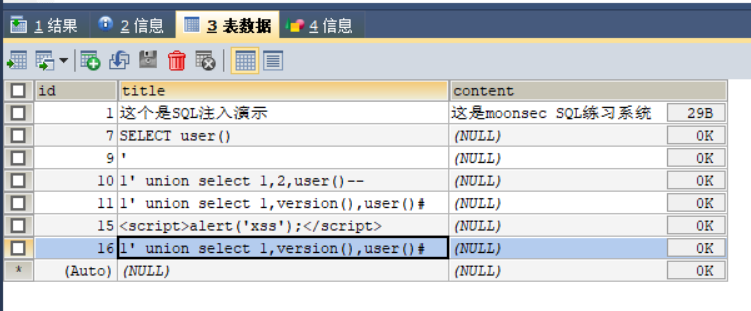 1 结果 2 信息 3 表数据 4 信息
id title content
1 这个是SQL注入演示 这是moonsec SQL练习系统 29B
7 SELECT user() (NULL) 0K
9 ' (NULL) 0K
10 1' union select 1,2,user()-- (NULL) 0K
11 1' union select 1,version(),user()# (NULL) 0K
15 <script>alert('xss');</script> (NULL) 0K
16 1' union select 1,version(),user()# (NULL) 0K
* (Auto) (NULL) (NULL) 0K